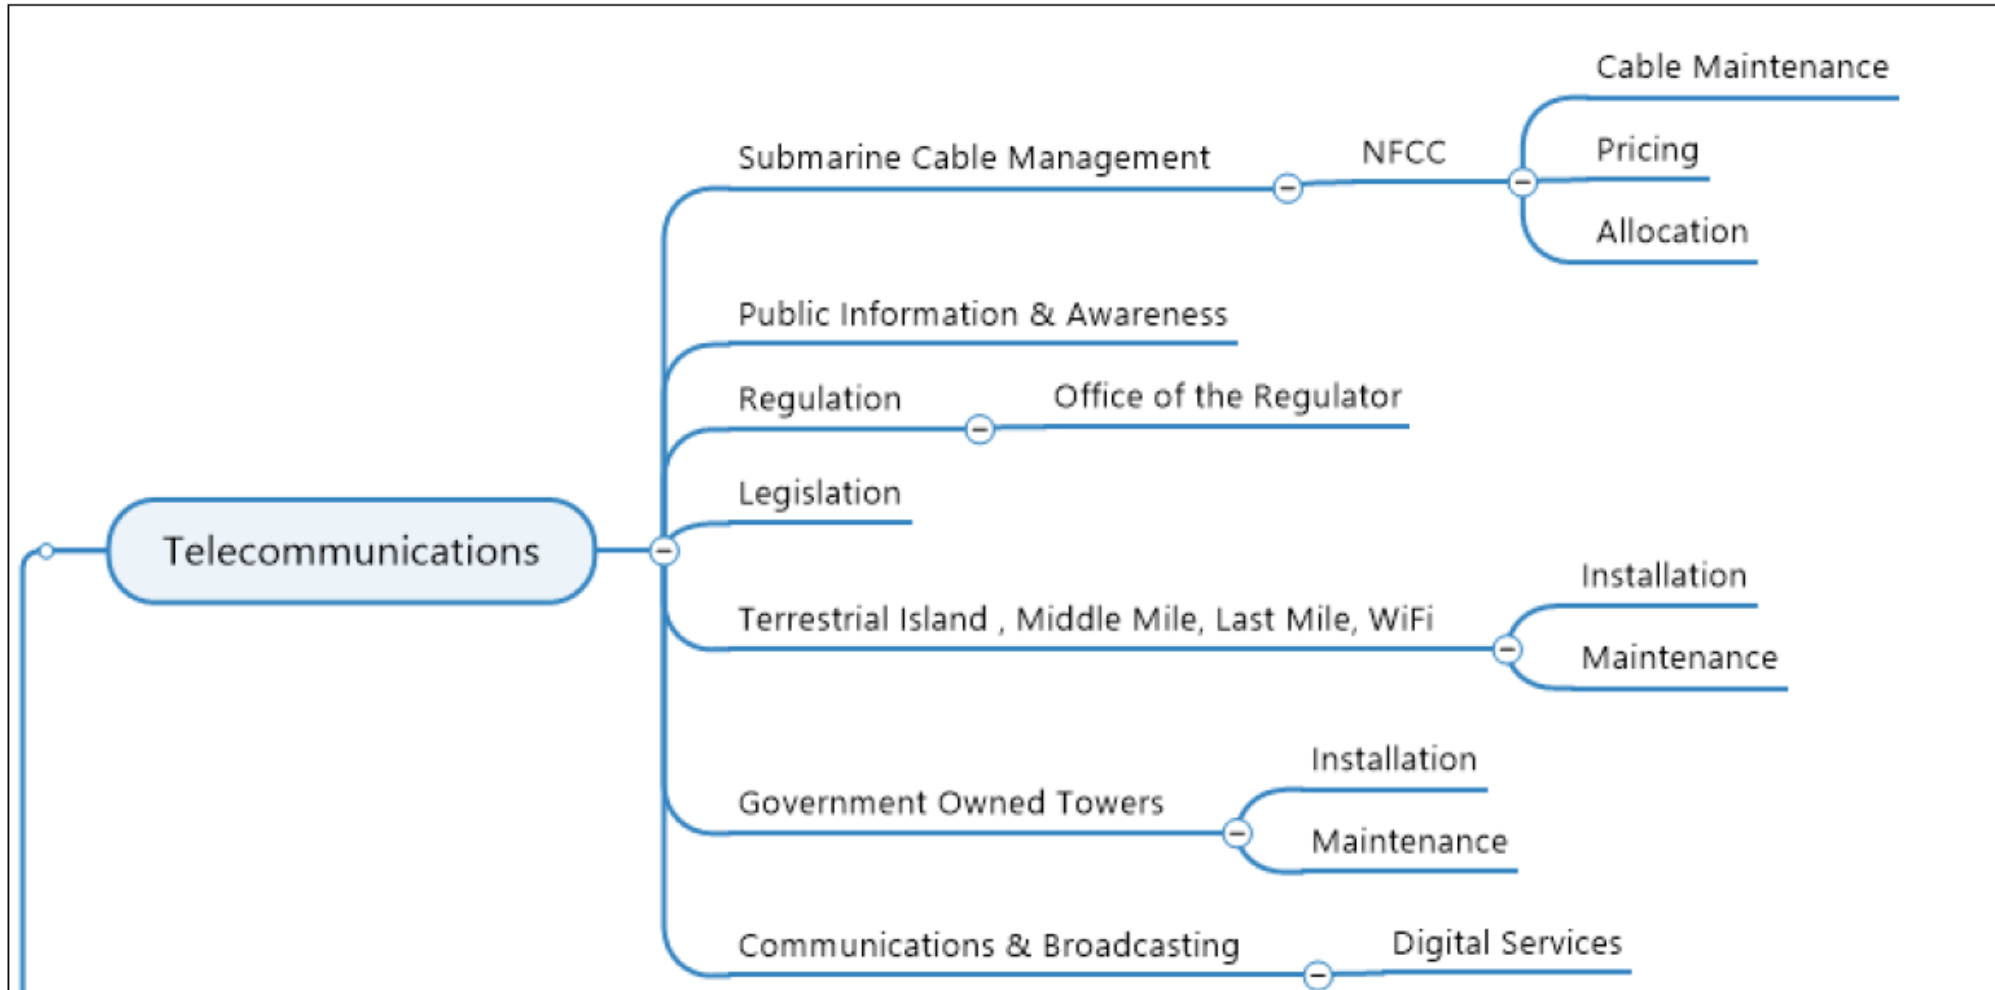 Cable Maintenance
Submarine Cable Management
NFCC
Pricing
Allocation
Public Information & Awareness
Regulation
Office of the Regulator
Legislation
Telecommunications
Installation
Terrestrial Island , Middle Mile, Last Mile, WiFi
Maintenance
Installation
Government Owned Towers
Maintenance
Communications & Broadcasting
Digital Services